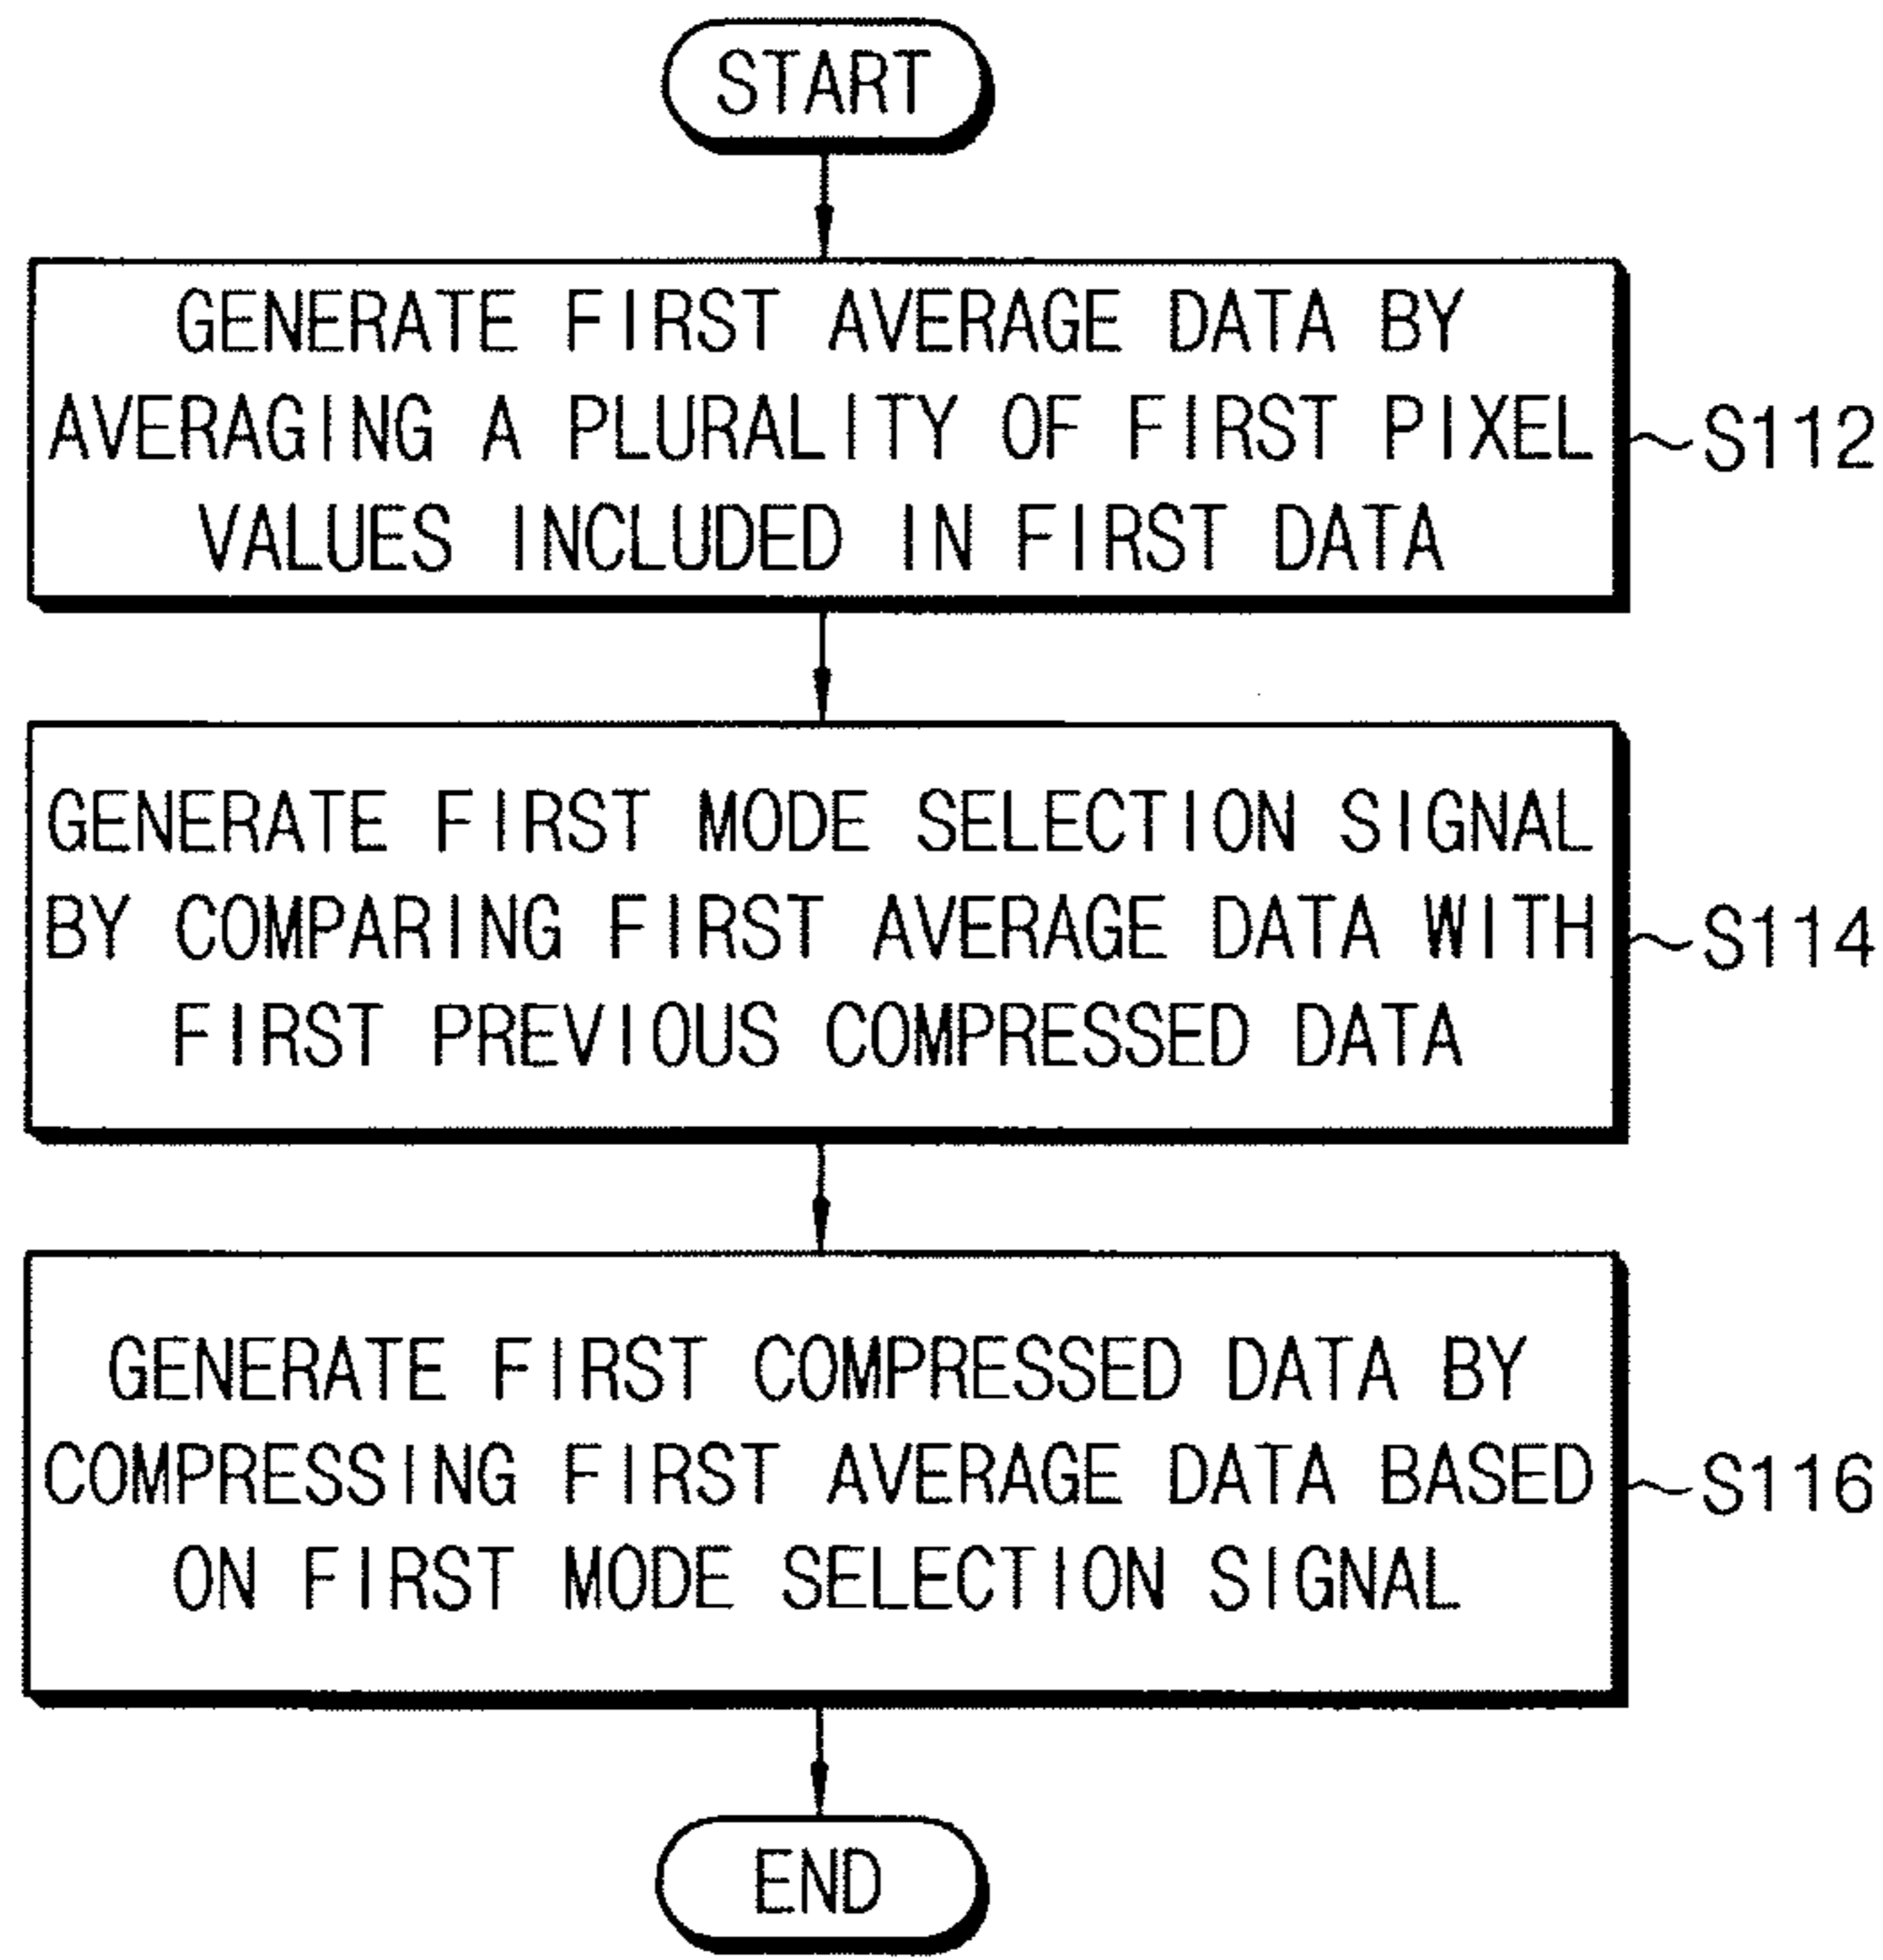 START
GENERATE FIRST AVERAGE DATA BY
AVERAGING A PLURALITY OF FIRST PIXEL
VALUES INCLUDED IN FIRST DATA
S112
GENERATE FIRST MODE SELECTION SIGNAL
BY COMPARING FIRST AVERAGE DATA WITH
FIRST PREVIOUS COMPRESSED DATA
S114
GENERATE FIRST COMPRESSED DATA BY
COMPRESSING FIRST AVERAGE DATA BASED
ON FIRST MODE SELECTION SIGNAL
S116
END